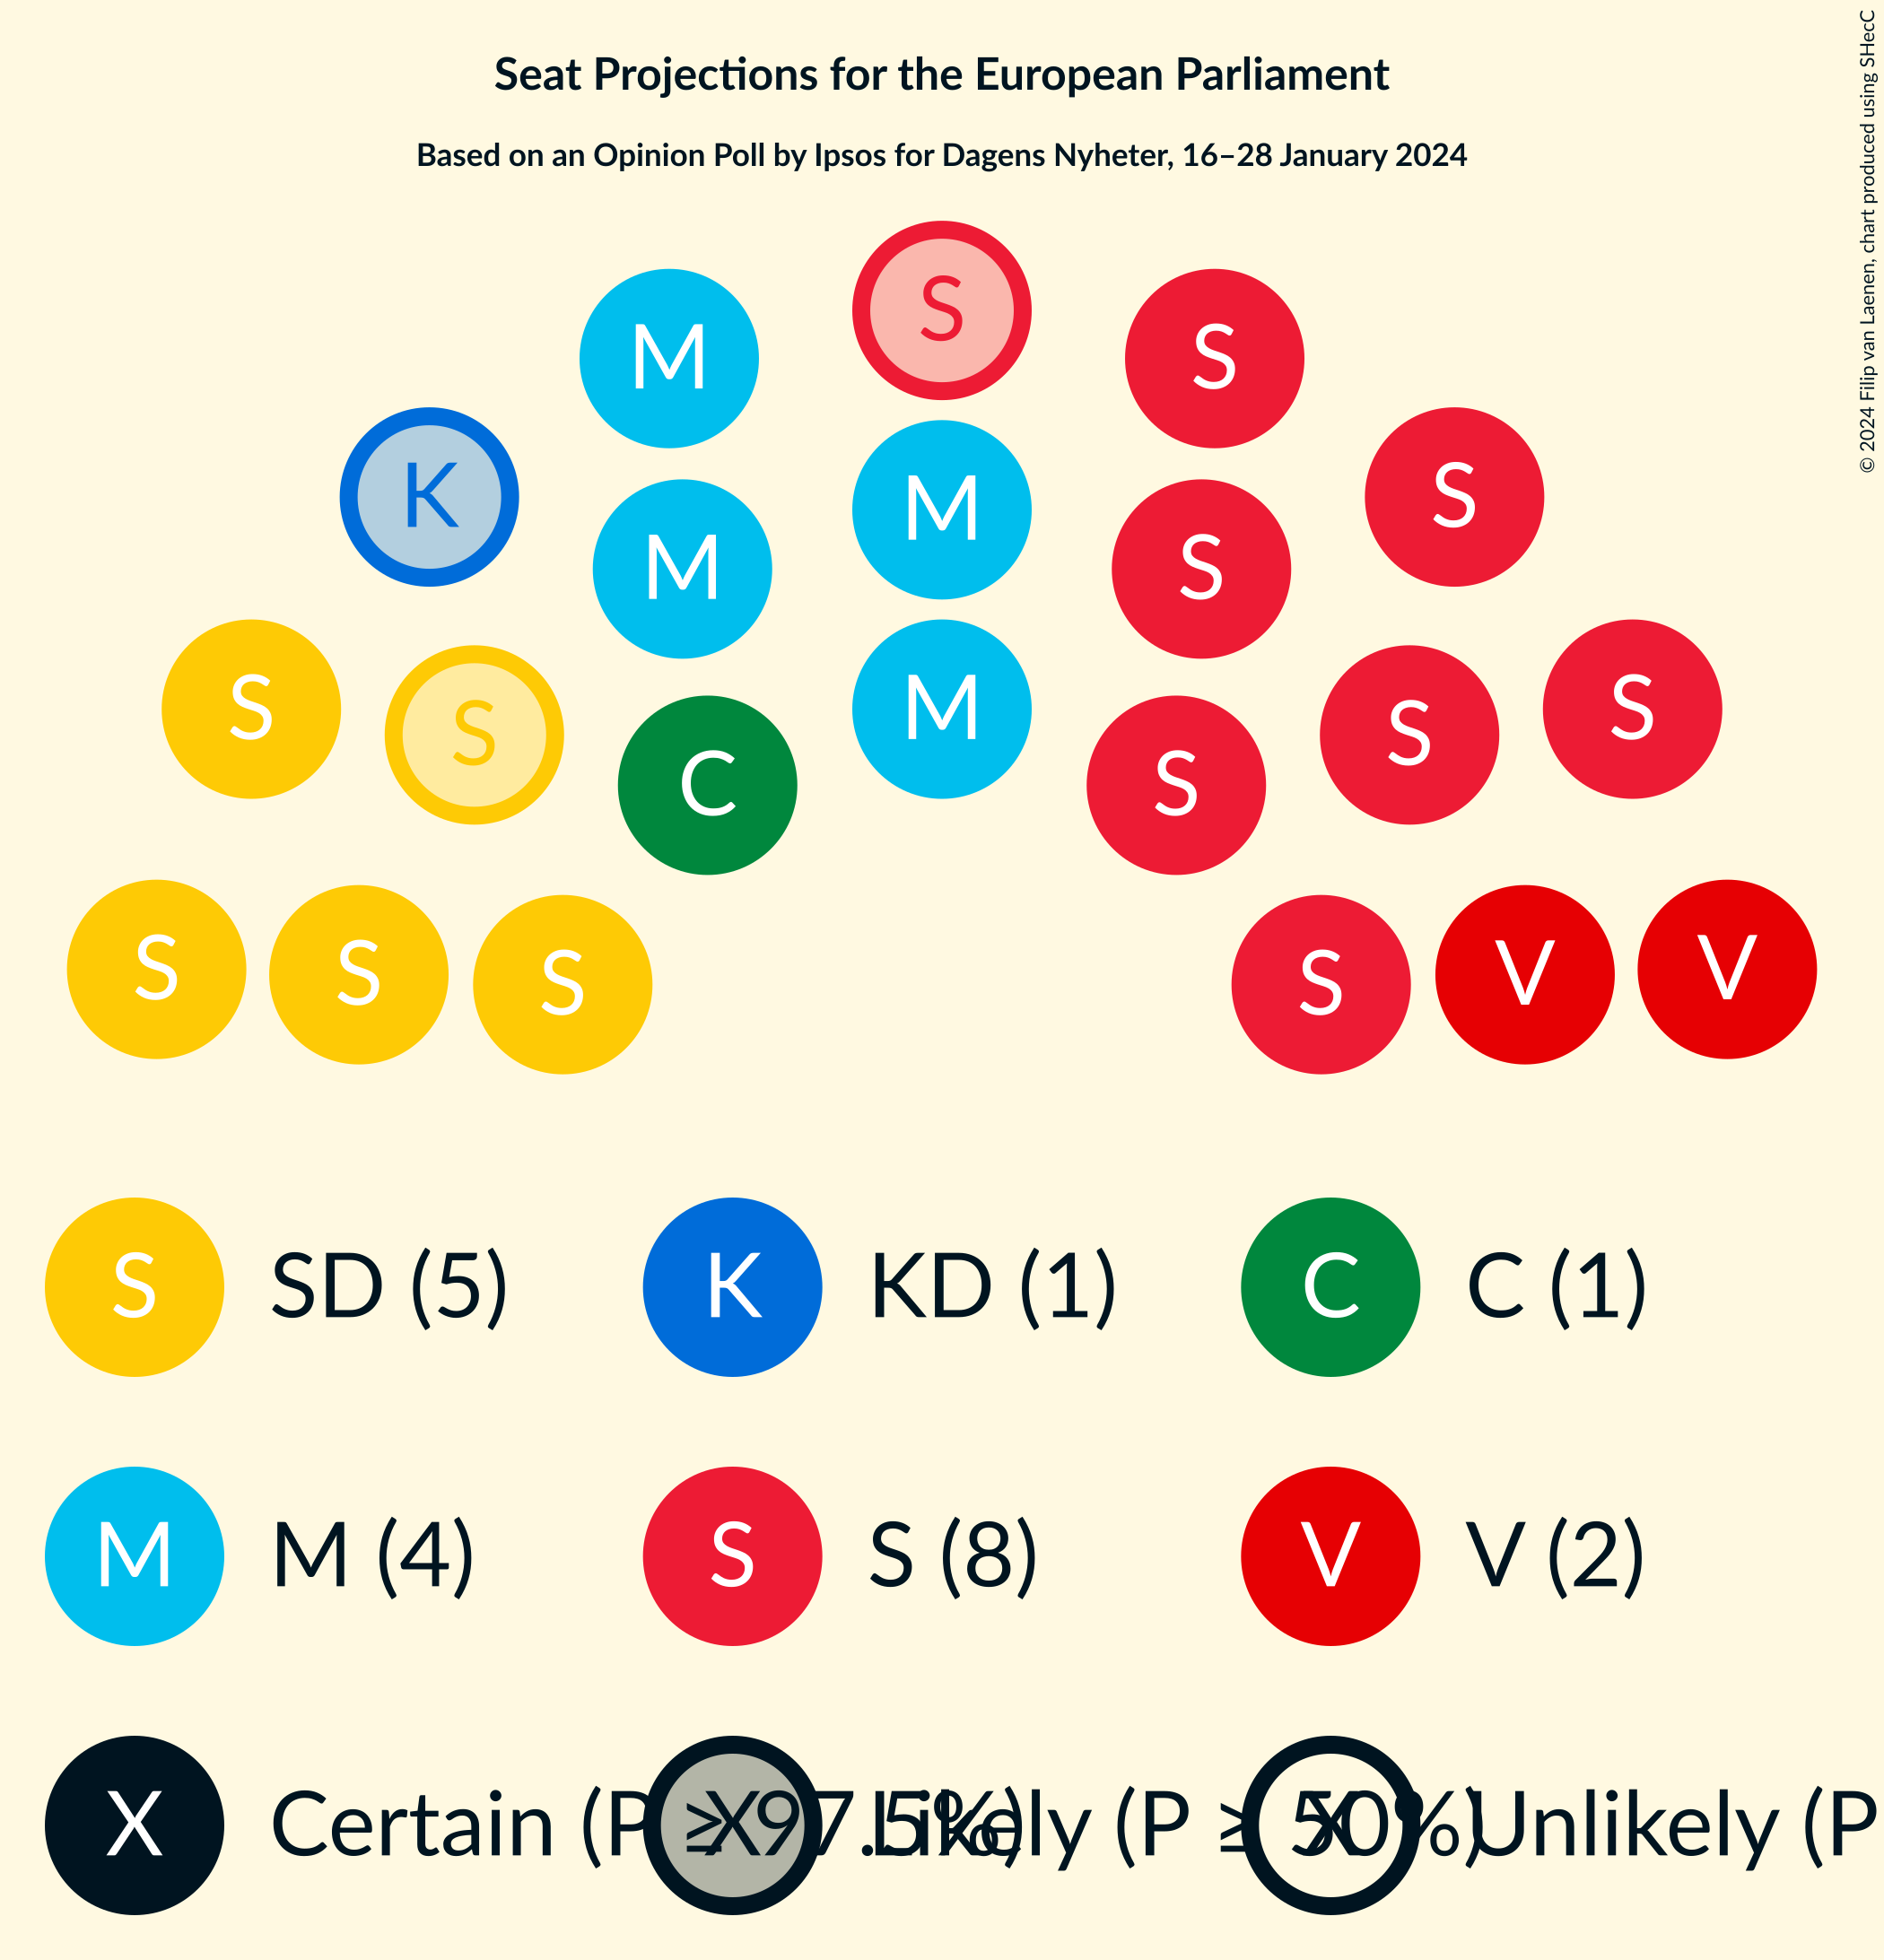 Seat Projections for the European Parliament
Based on an Opinion Poll by Ipsos for Dagens Nyheter, 16–28 January 2024
© 2024 Filip van Laenen, chart produced using SHecC
S
M S
K S
M
M S
S S
S S
M
C S
S S
S S
S V
S S
S SD (5) K KD (1) C C (1)
M M (4) S S (8) V V (2)
X Certain (P ≥ 97.5%) X Likely (P ≥ 50%) X Unlikely (P